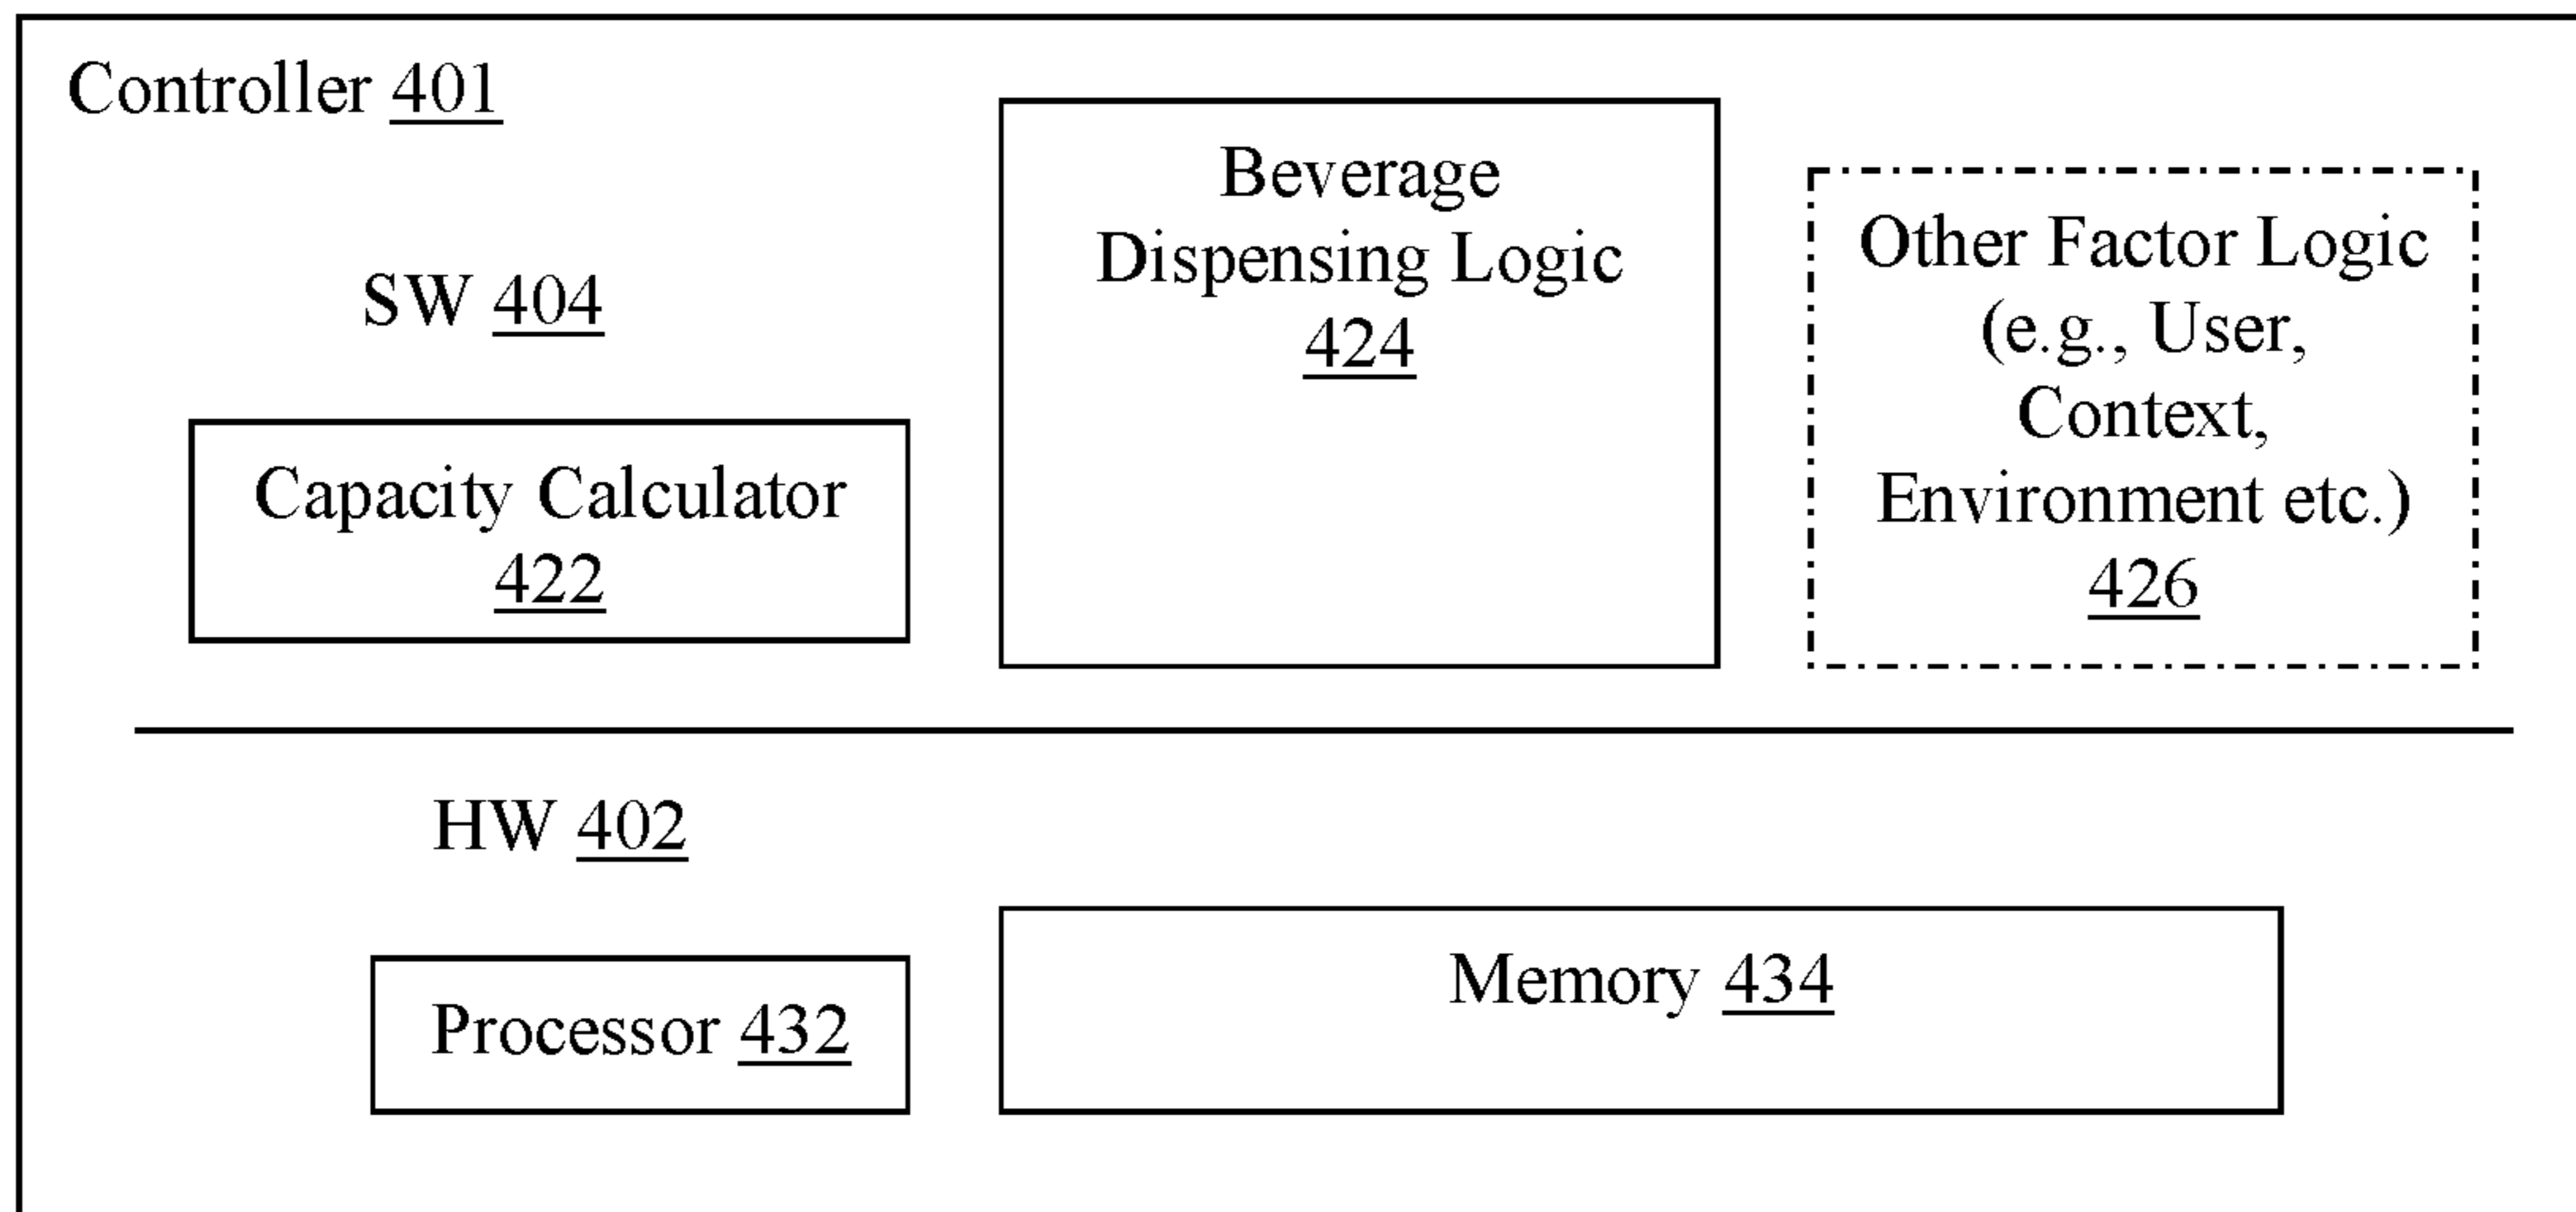 Controller 401
SW 404
Capacity Calculator
422
Beverage
Dispensing Logic
424
Other Factor Logic
(e.g., User,
Context,
Environment etc.)
426
HW 402
Processor 432
Memory 434